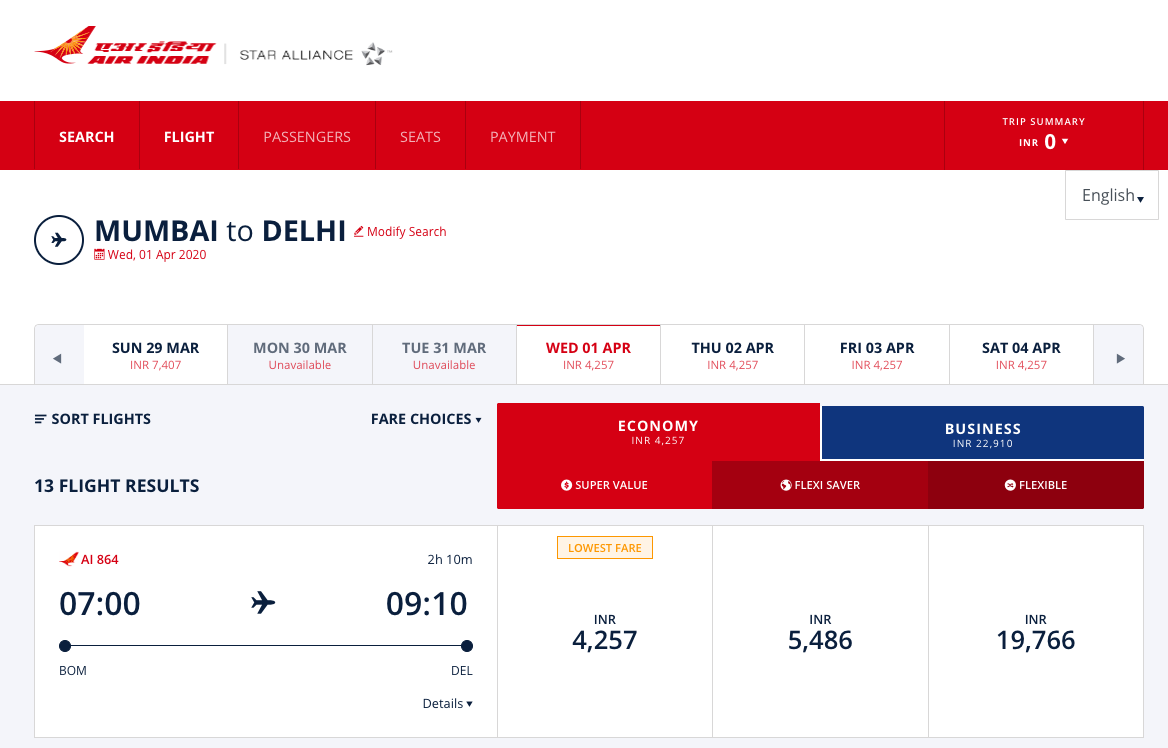 एअर इंडिया
AIR INDIA
STAR ALLIANCE
SEARCH FLIGHT PASSENGERS SEATS PAYMENT
TRIP SUMMARY
INR 0
English
MUMBAI to DELHI Modify Search
Wed, 01 Apr 2020
SUN 29 MAR MON 30 MAR TUE 31 MAR WED 01 APR THU 02 APR FRI 03 APR SAT 04 APR
INR 7,407 Unavailable Unavailable INR 4,257 INR 4,257 INR 4,257 INR 4,257
SORT FLIGHTS FARE CHOICES
ECONOMY BUSINESS
INR 4,257 INR 22,910
13 FLIGHT RESULTS SUPER VALUE FLEXI SAVER FLEXIBLE
LOWEST FARE
AI 864 2h 10m
07:00 09:10
INR INR INR
4,257 5,486 19,766
BOM DEL
Details